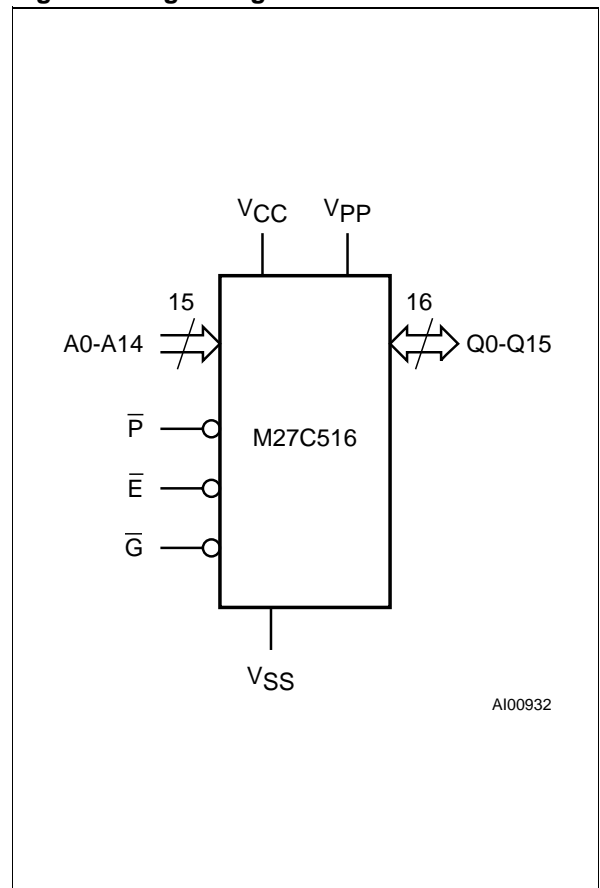 VCC VPP
15 16
A0-A14 Q0-Q15
P̅
M27C516
E̅
G̅
VSS
AI00932